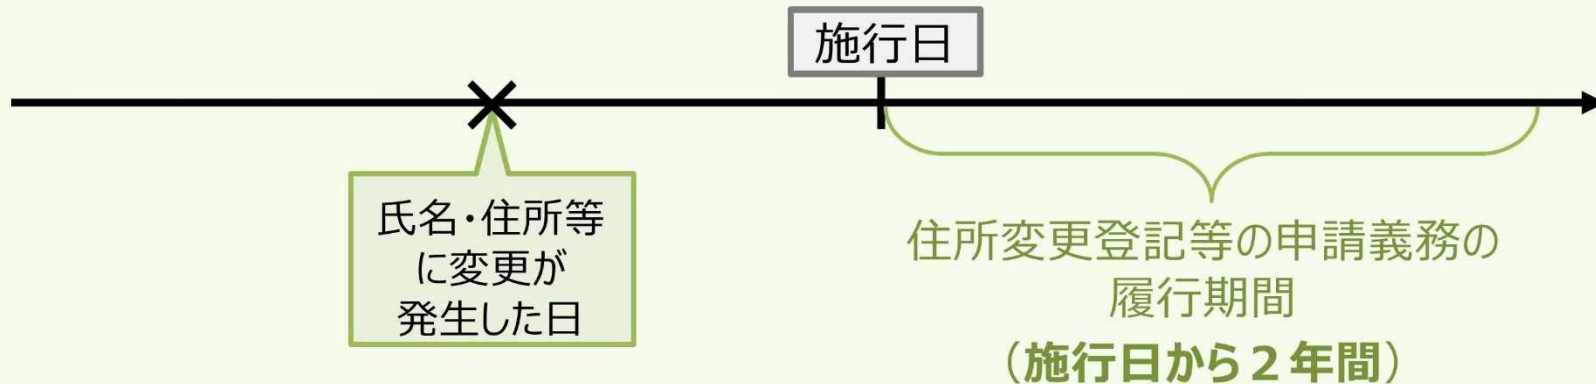 施行日
氏名・住所等
に変更が
発生した日
住所変更登記等の申請義務の
履行期間
（施行日から２年間）